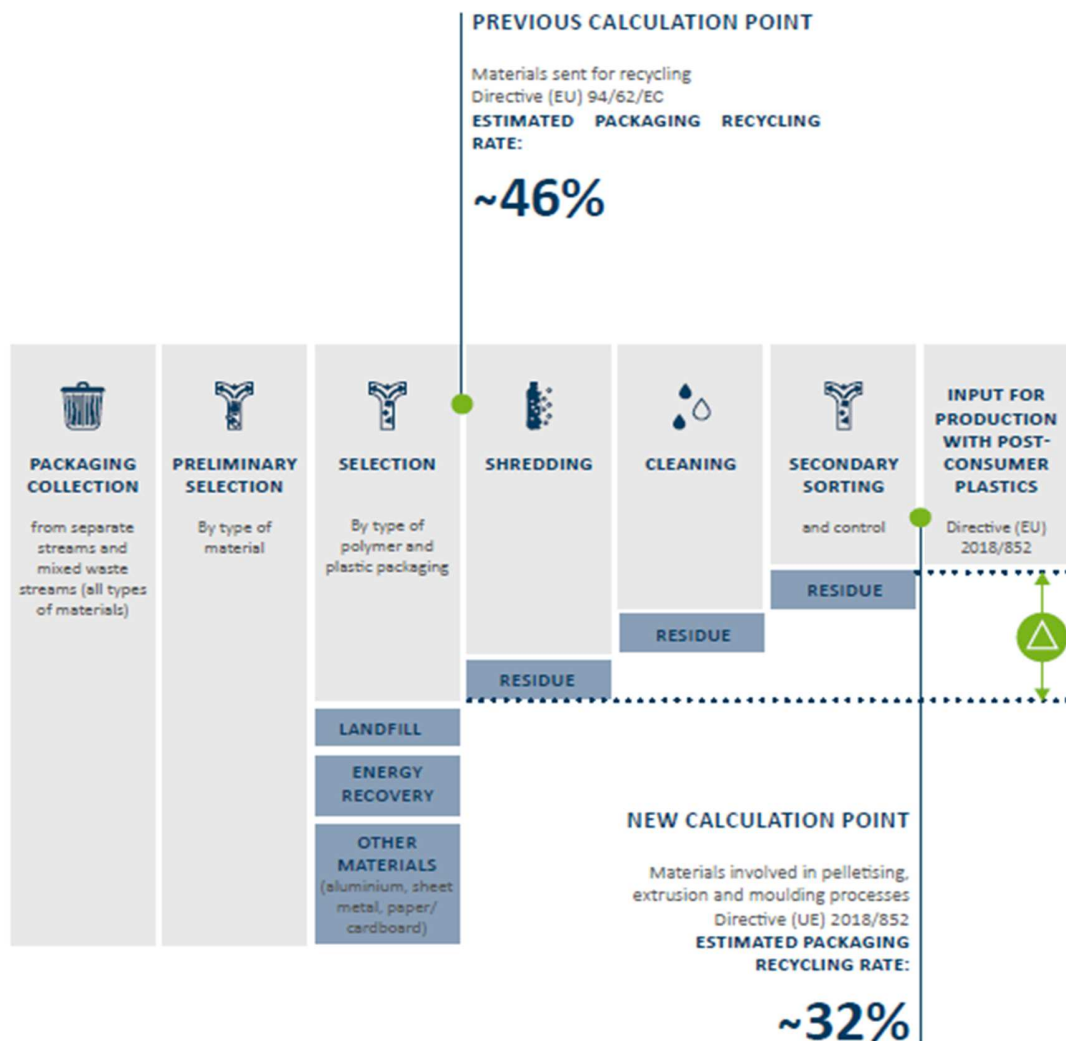 PREVIOUS CALCULATION POINT
Materials sent for recycling
Directive (EU) 94/62/EC
ESTIMATED PACKAGING RECYCLING
RATE:
~46%
PACKAGING
COLLECTION
from separate
streams and
mixed waste
streams (all types
of materials)
PRELIMINARY
SELECTION
By type of
material
SELECTION
By type of
polymer and
plastic packaging
LANDFILL
ENERGY
RECOVERY
OTHER
MATERIALS
(aluminium, sheet
metal, paper/
cardboard)
SHREDDING
RESIDUE
CLEANING
RESIDUE
SECONDARY
SORTING
and control
RESIDUE
INPUT FOR
PRODUCTION
WITH POST-
CONSUMER
PLASTICS
Directive (EU)
2018/852
NEW CALCULATION POINT
Materials involved in pelletising,
extrusion and moulding processes
Directive (UE) 2018/852
ESTIMATED PACKAGING
RECYCLING RATE:
~32%